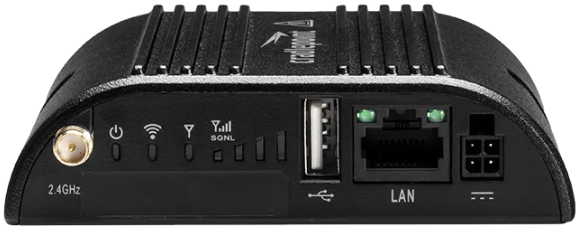 cradlepoint
SGNL
2.4GHz
LAN